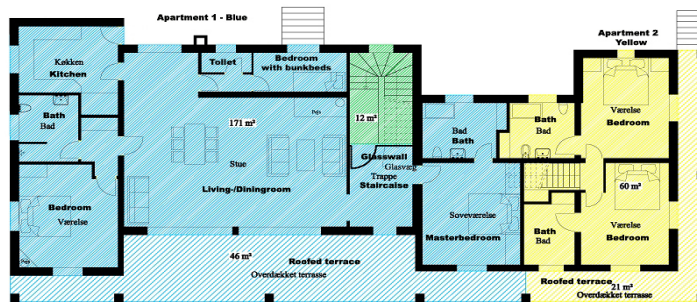 Apartment 1 - Blue
Apartment 2
Yellow
Køkken
Kitchen
Toilet
Bedroom
with bunkbeds
Værelse
Bedroom
Bath
Bad
171 m²
Pejs
12 m²
Bad
Bath
Bath
Bad
Stue
Living-/Diningroom
Glasswall
Glasvæg
Trappe
Staircaise
60 m²
Bedroom
Værelse
Soveværelse
Masterbedroom
Bath
Bad
Værelse
Bedroom
Pejs
46 m²
Roofed terrace
Overdækket terrasse
Roofed terrace
21 m²
Overdækket terrasse